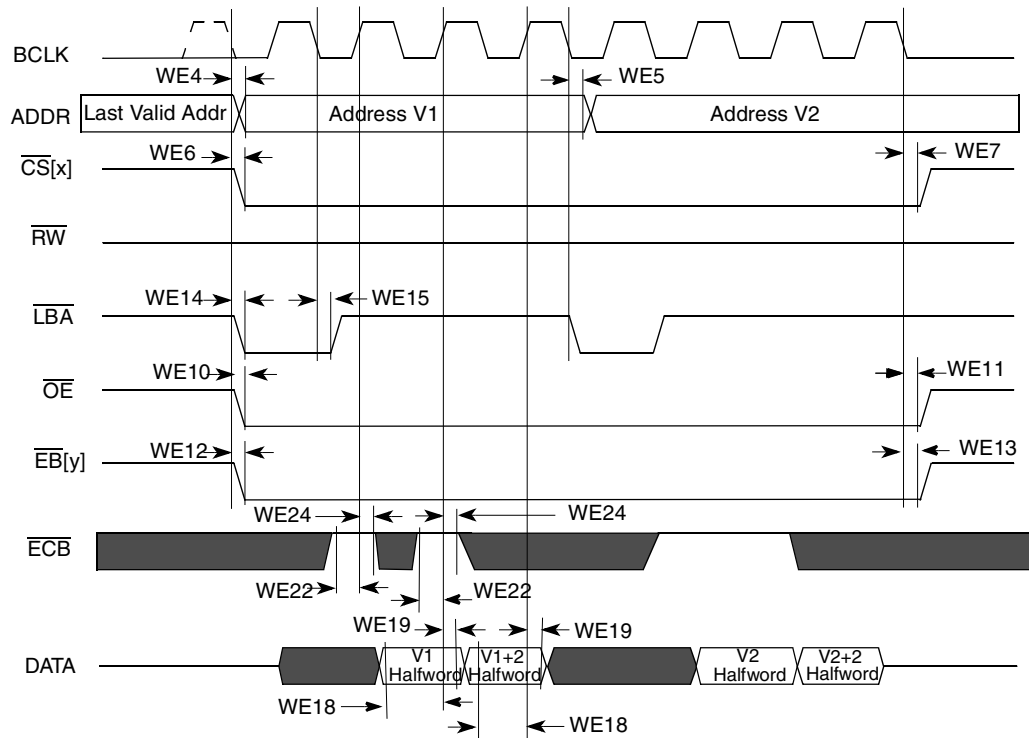 BCLK
WE4
WE5
ADDR
Last Valid Addr
Address V1
Address V2
WE6
WE7
CS[x]
RW
WE14
WE15
LBA
WE10
WE11
OE
WE12
WE13
EB[y]
WE24
WE24
ECB
WE22
WE22
WE19
WE19
DATA
V1
Halfword
V1+2
Halfword
V2
Halfword
V2+2
Halfword
WE18
WE18